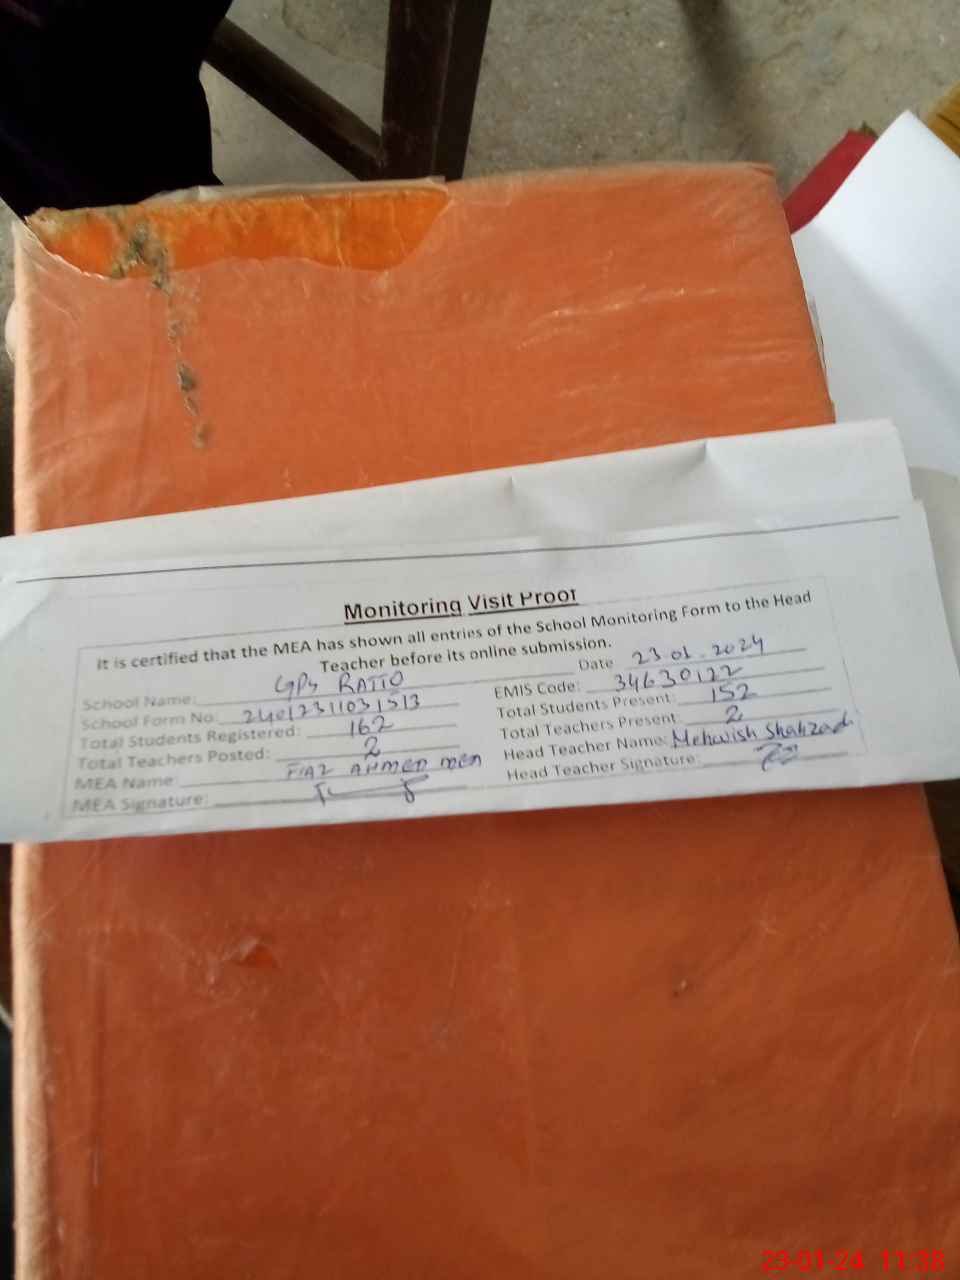 Monitoring Visit Proof
It is certified that the MEA has shown all entries of the School Monitoring Form to the Head
Teacher before its online submission.
Date 23.01.2024
School Name: GPS RATTO
EMIS Code: 34630122
School Form No: 24012311031513
Total Students Present: 152
Total Students Registered: 162
Total Teachers Present: 2
Total Teachers Posted: 2
Head Teacher Name: Mehwish Shahzadi
MEA Name: FIAZ AHMED
Head Teacher Signature:
MEA Signature:
23-01-24 11:38